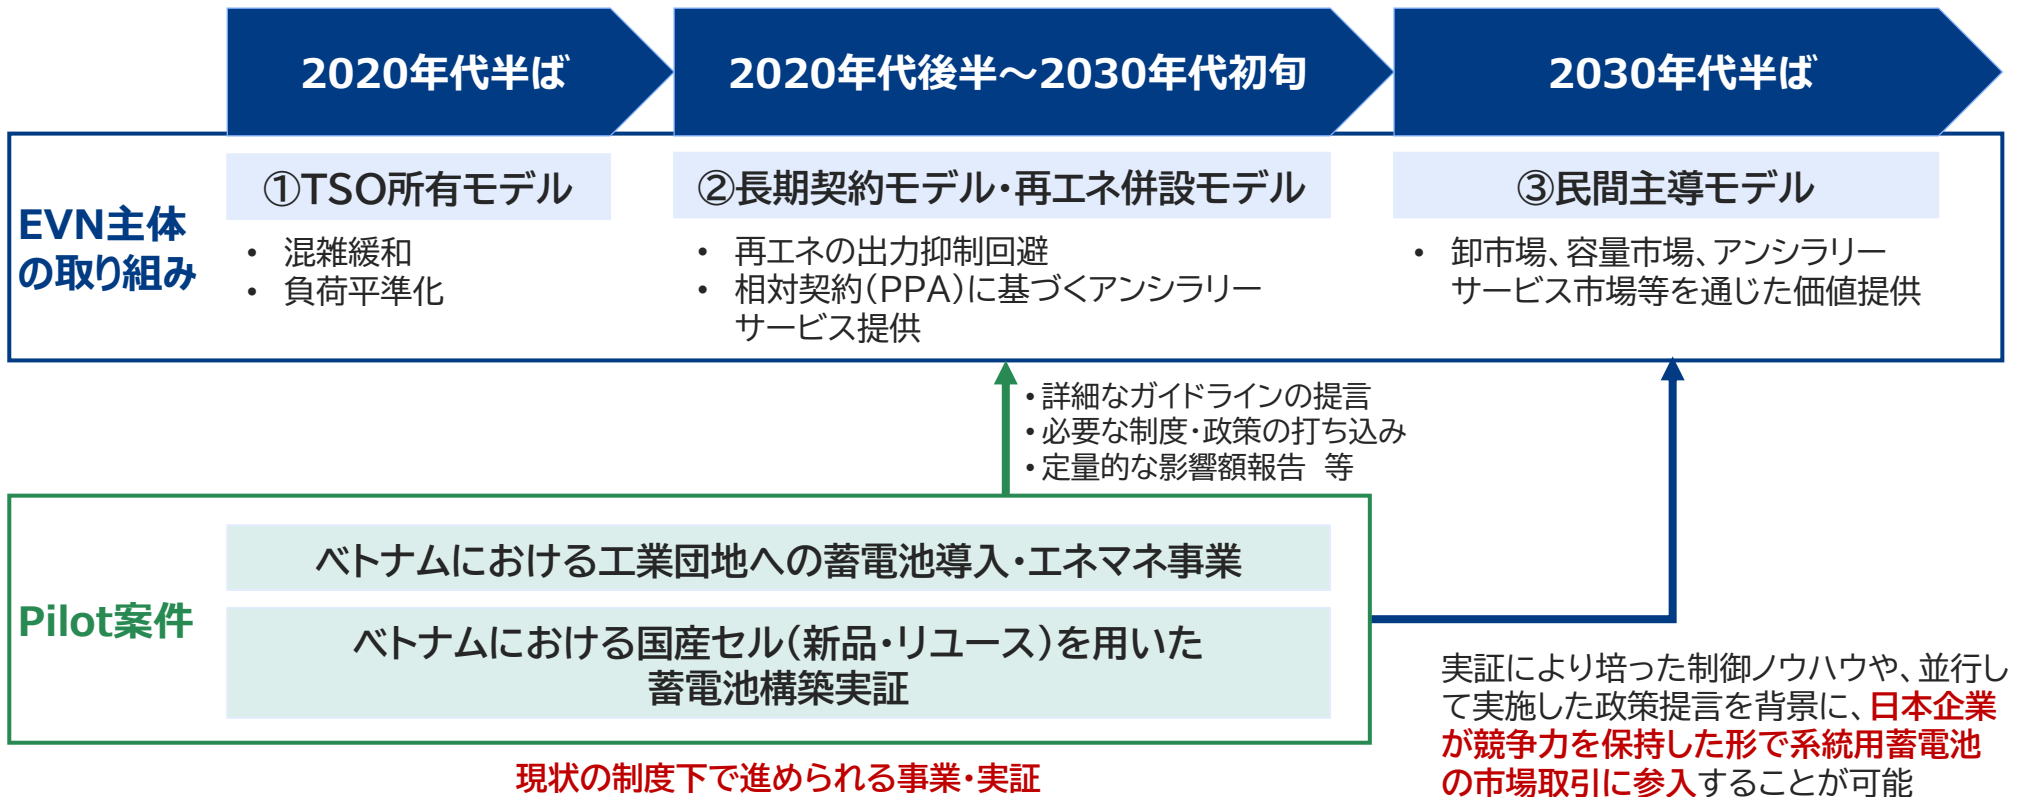 2020年代半ば
2020年代後半～2030年代初旬
2030年代半ば
EVN主体
の取り組み
①TSO所有モデル
・ 混雑緩和
・ 負荷平準化
②長期契約モデル・再エネ併設モデル
・ 再エネの出力抑制回避
・ 相対契約（PPA）に基づくアンシラリー
サービス提供
③民間主導モデル
・ 卸市場、容量市場、アンシラリー
サービス市場等を通じた価値提供
・詳細なガイドラインの提言
・必要な制度・政策の打ち込み
・定量的な影響額報告　等
Pilot案件
ベトナムにおける工業団地への蓄電池導入・エネマネ事業
ベトナムにおける国産セル（新品・リユース）を用いた
蓄電池構築実証
現状の制度下で進められる事業・実証
実証により培った制御ノウハウや、並行し
て実施した政策提言を背景に、日本企業
が競争力を保持した形で系統用蓄電池
の市場取引に参入することが可能